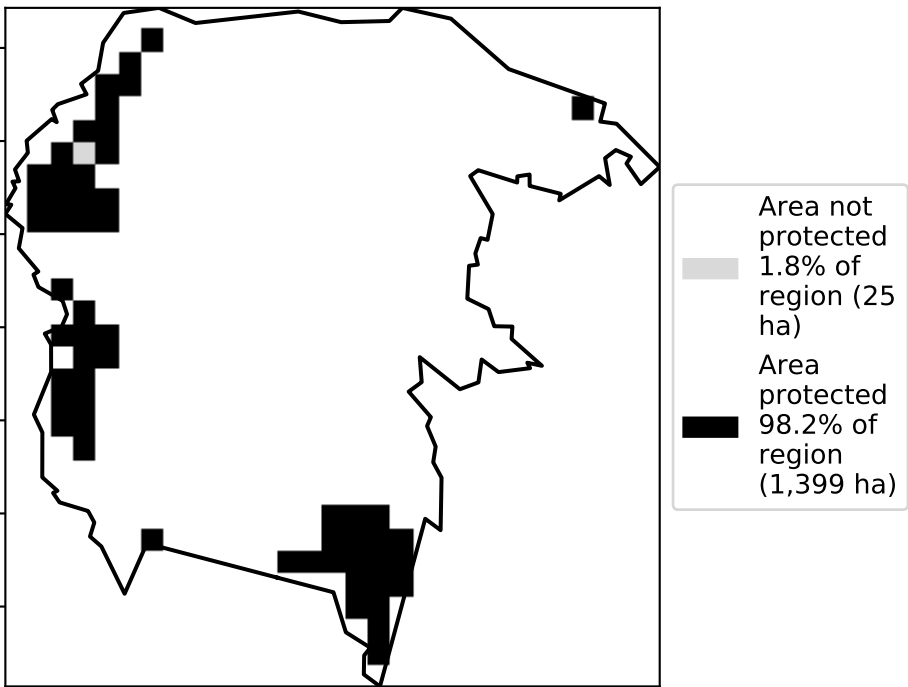 Area not
protected
1.8% of
region (25
ha)
Area
protected
98.2% of
region
(1,399 ha)